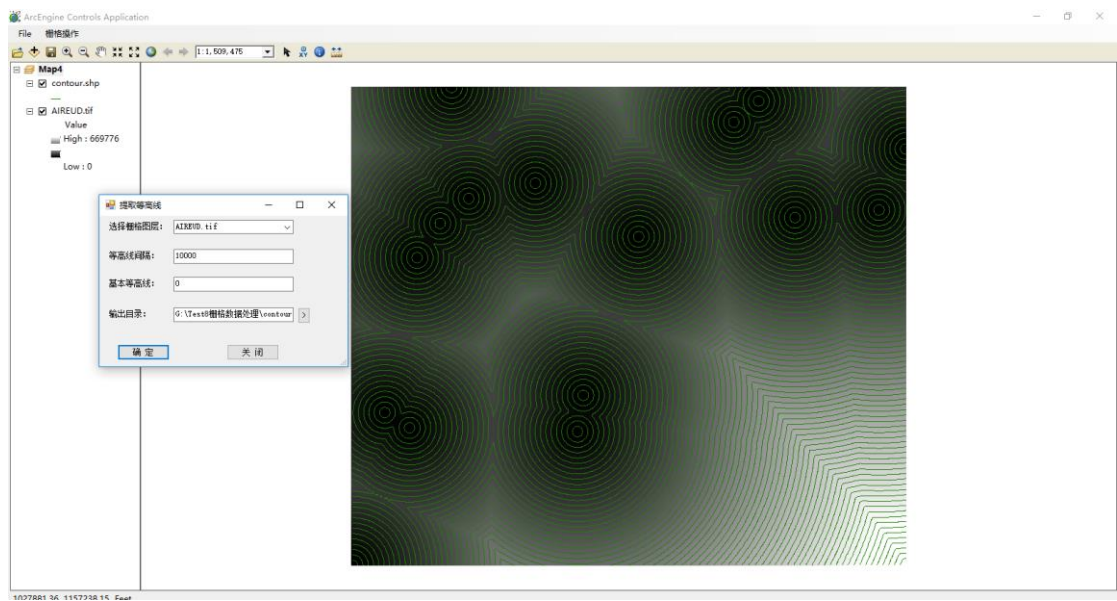 ArcEngine Controls Application
File 栅格操作
1:1,509,475
Map4
contour.shp
AIREUD.tif
Value
High : 669776
Low : 0
提取等高线
选择栅格图层: AIREUD.tif
等高线间隔: 10000
基本等高线: 0
输出目录: G:\Test8栅格数据处理\contour >
确 定 关 闭
1027881.36 1157238.15 Feet